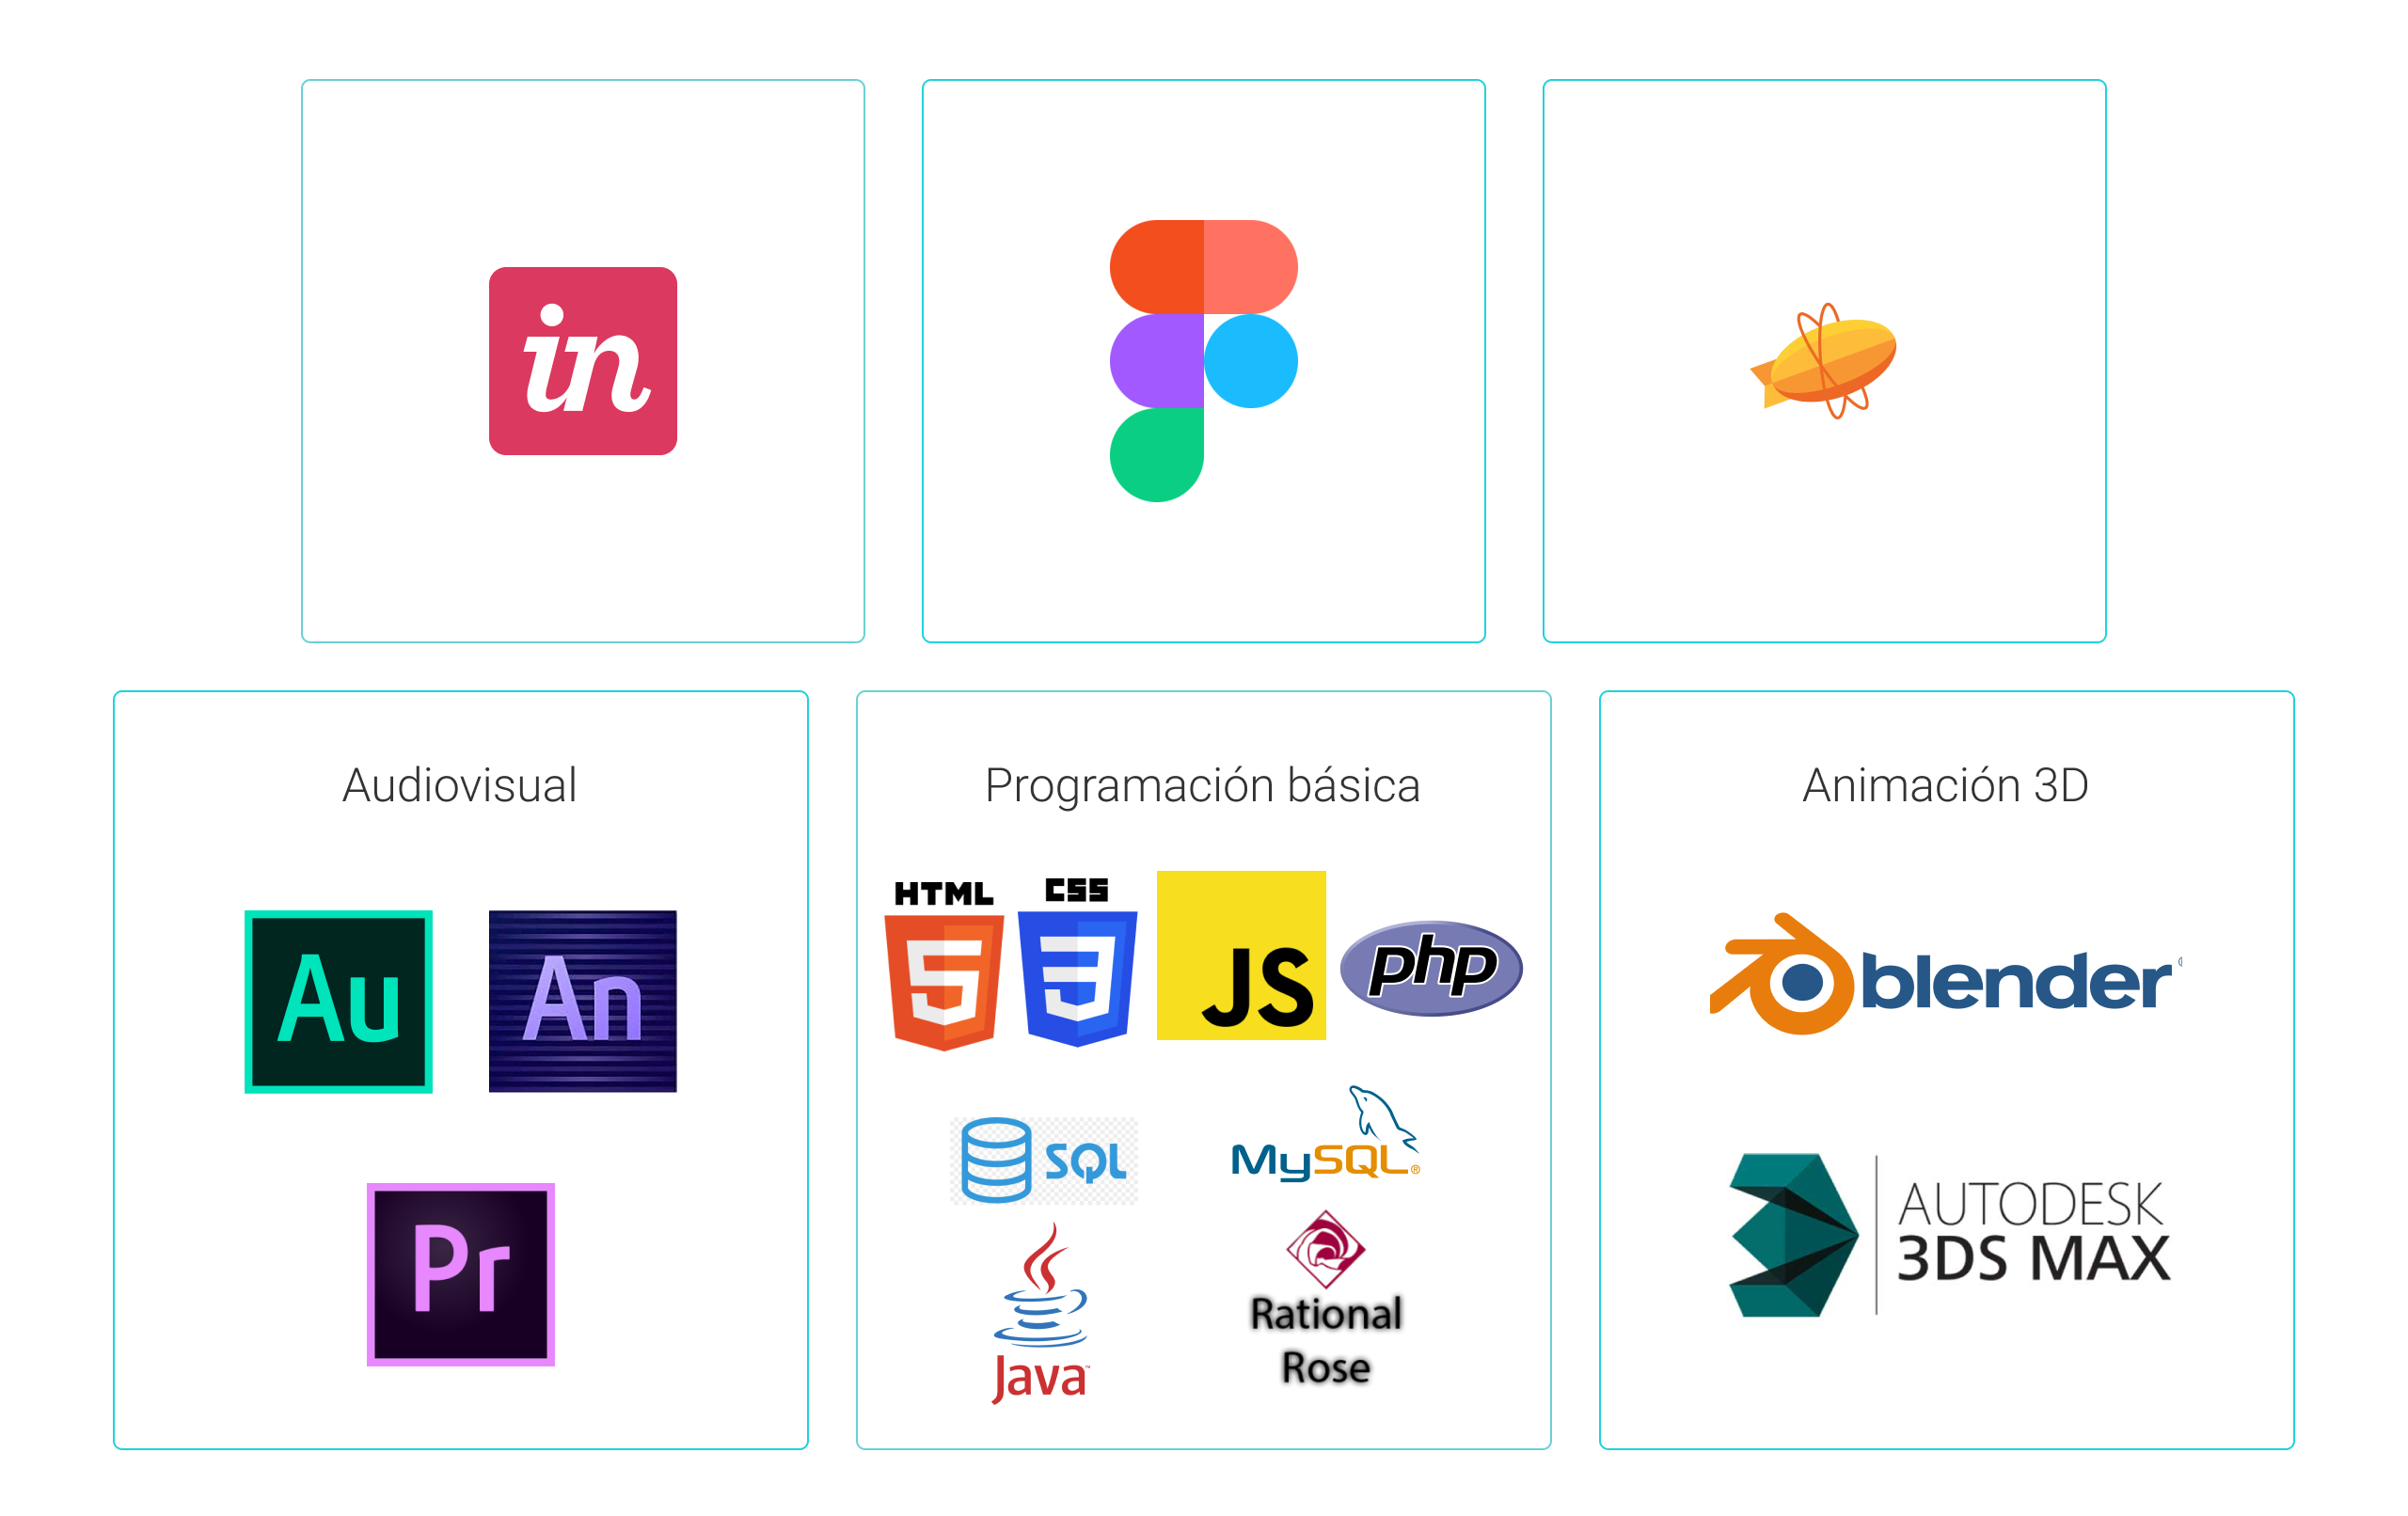 in
Audiovisual
Programación básica
Animación 3D
Au
An
Pr
HTML
CSS
JS
php
SQL
MySQL®
Java™
Rational
Rose
blender
AUTODESK
3DS MAX